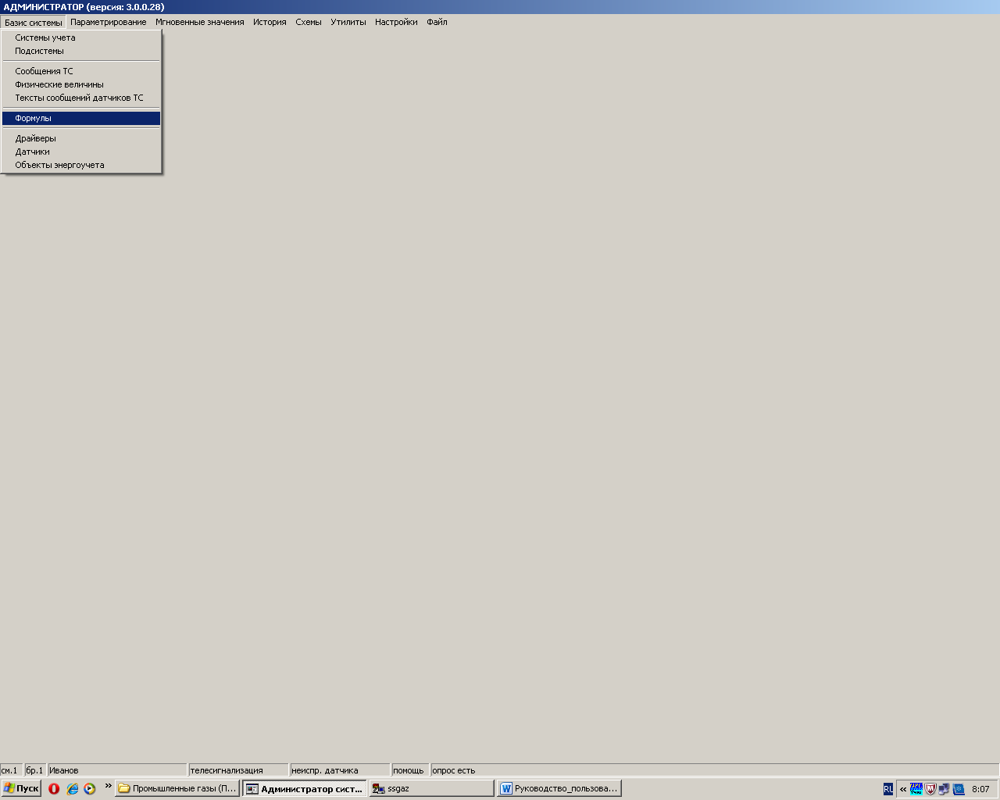 АДМИНИСТРАТОР (версия: 3.0.0.28)
Базис системы Параметрирование Мгновенные значения История Схемы Утилиты Настройки Файл
Системы учета
Подсистемы
Сообщения ТС
Физические величины
Тексты сообщений датчиков ТС
Формулы
Драйверы
Датчики
Объекты энергоучета
см.1 бр.1 Иванов телесигнализация неиспр. датчика помощь опрос есть
Пуск » Промышленные газы (П... Администратор сист... ssgaz Руководство_пользова... RU « 8:07